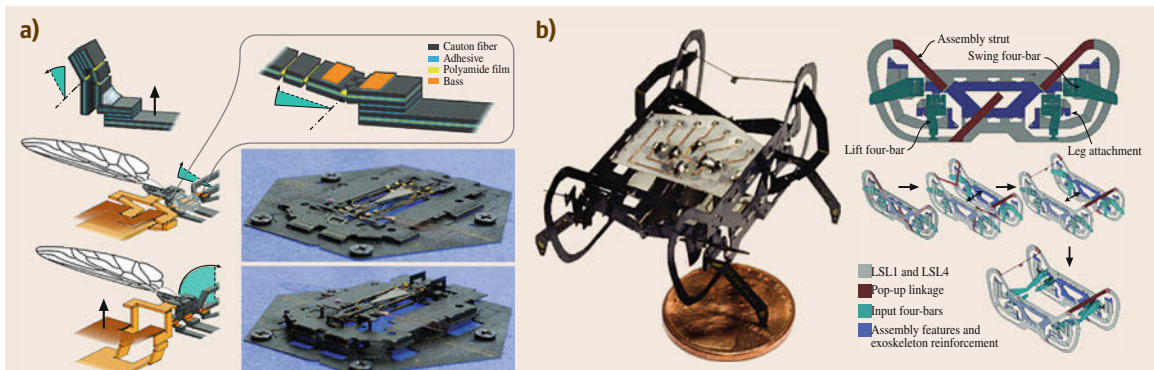 a)
Cauton fiber
Adhesive
Polyamide film
Bass
b)
Assembly strut
Swing four-bar
Lift four-bar
Leg attachment
LSL1 and LSL4
Pop-up linkage
Input four-bars
Assembly features and
exoskeleton reinforcement